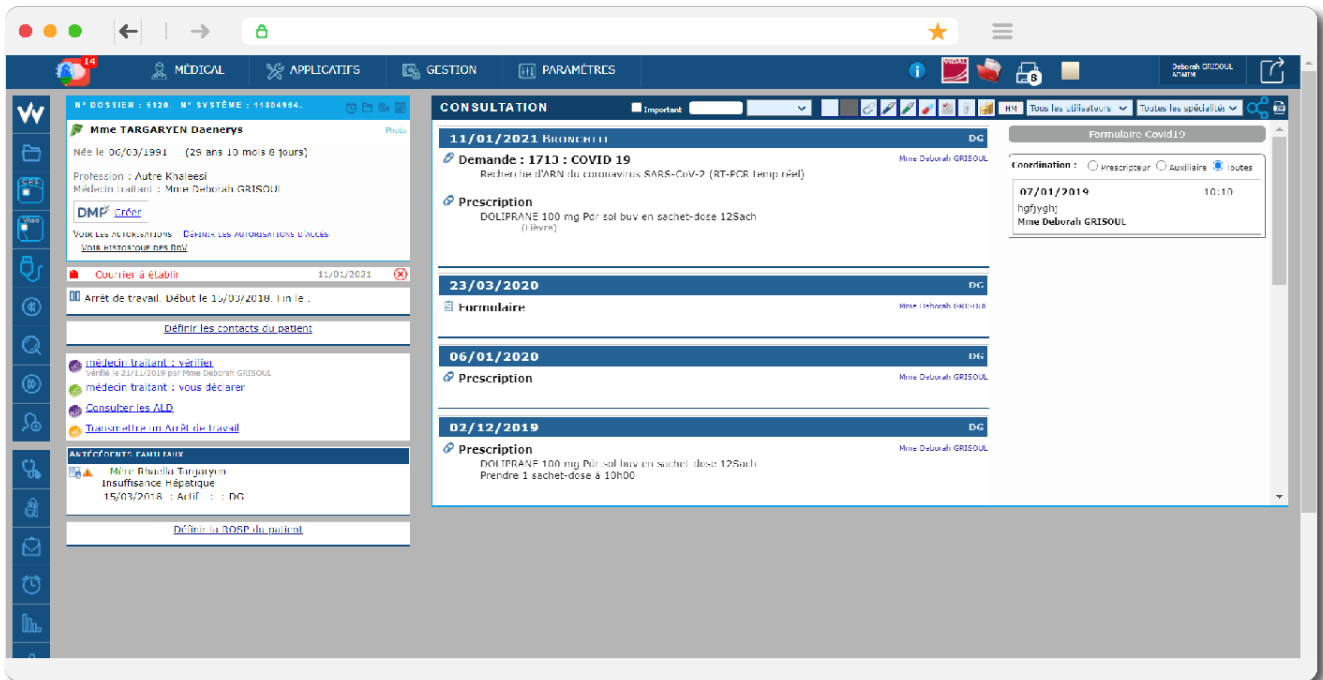 14
MÉDICAL
APPLICATIFS
GESTION
PARAMÈTRES
VIDAL
B
Deborah GRISOUL
ADMIN
N° DOSSIER : 5120. N° SYSTÈME : 11804964.
Mme TARGARYEN Daenerys
Photo
Née le 06/03/1991 (29 ans 10 mois 8 jours)
Profession : Autre Khaleesi
Médecin traitant : Mme Deborah GRISOUL
DMP Créer
VOIR LES AUTORISATIONS DÉFINIR LES AUTORISATIONS D'ACCÈS
VOIR HISTORIQUE DES RDV
Courrier à établir 11/01/2021
Arrêt de travail. Début le 15/03/2018. Fin le .
Définir les contacts du patient
médecin traitant : vérifier
Vérifié le 21/11/2019 par Mme Deborah GRISOUL
médecin traitant : vous déclarer
Consulter les ALD
Transmettre un Arrêt de travail
ANTÉCÉDENTS FAMILIAUX
Mère Rhaella Targaryen
Insuffisance Hépatique
15/03/2018 : Actif : : DG
Définir la ROSP du patient
CONSULTATION
Important
HM
Tous les utilisateurs
Toutes les spécialités
11/01/2021 BRONCHITE DG
Demande : 1713 : COVID 19 Mme Deborah GRISOUL
Recherche d'ARN du coronavirus SARS-CoV-2 (RT-PCR temp réel)
Prescription
DOLIPRANE 100 mg Pdr sol buv en sachet-dose 12Sach
(Fièvre)
23/03/2020 DG
Formulaire Mme Deborah GRISOUL
06/01/2020 DG
Prescription Mme Deborah GRISOUL
02/12/2019 DG
Prescription Mme Deborah GRISOUL
DOLIPRANE 100 mg Pdr sol buv en sachet-dose 12Sach
Prendre 1 sachet-dose à 10h00
Formulaire Covid19
Coordination : Prescripteur Auxiliaire Toutes
07/01/2019 10:10
hgfjyghj
Mme Deborah GRISOUL